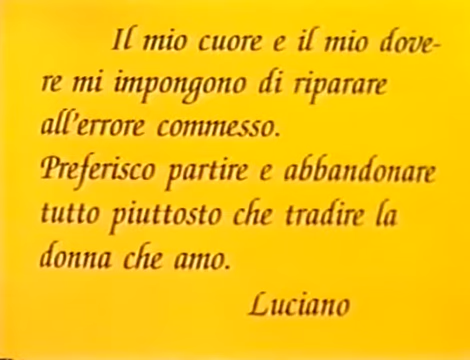 Il mio cuore e il mio dove-
re mi impongono di riparare
all'errore commesso.
Preferisco partire e abbandonare
tutto piuttosto che tradire la
donna che amo.
Luciano